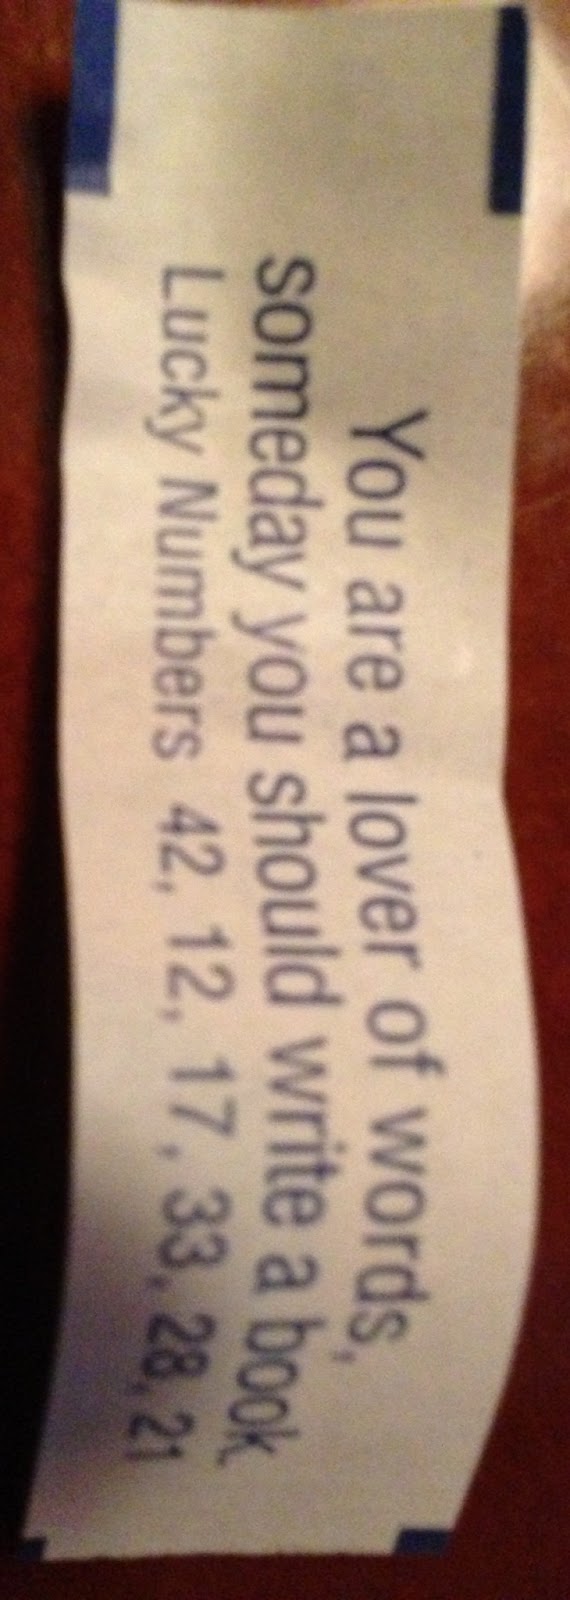 You are a lover of words,
someday you should write a book
Lucky Numbers 42, 12, 17, 33, 28, 21